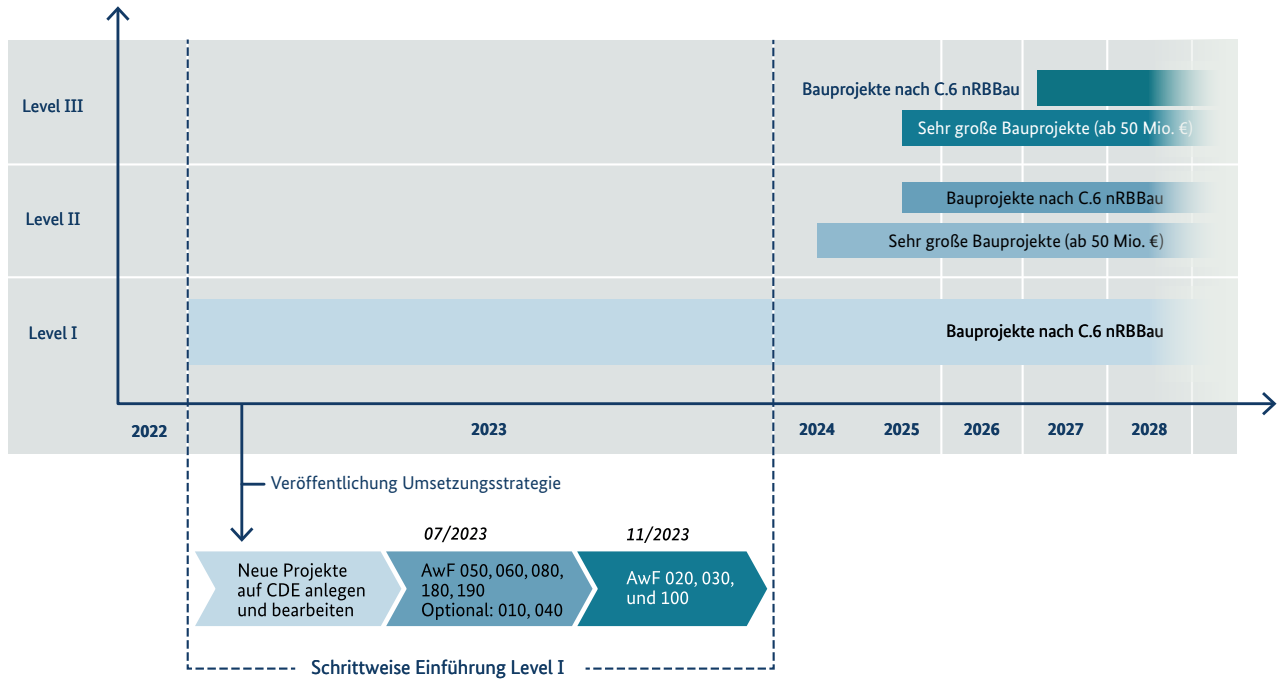 Level III
Bauprojekte nach C.6 nRBBau
Sehr große Bauprojekte (ab 50 Mio. €)
Level II
Bauprojekte nach C.6 nRBBau
Sehr große Bauprojekte (ab 50 Mio. €)
Level I
Bauprojekte nach C.6 nRBBau
2022
2023
2024
2025
2026
2027
2028
Veröffentlichung Umsetzungsstrategie
07/2023
11/2023
Neue Projekte
auf CDE anlegen
und bearbeiten
AwF 050, 060, 080,
180, 190
Optional: 010, 040
AwF 020, 030,
und 100
Schrittweise Einführung Level I